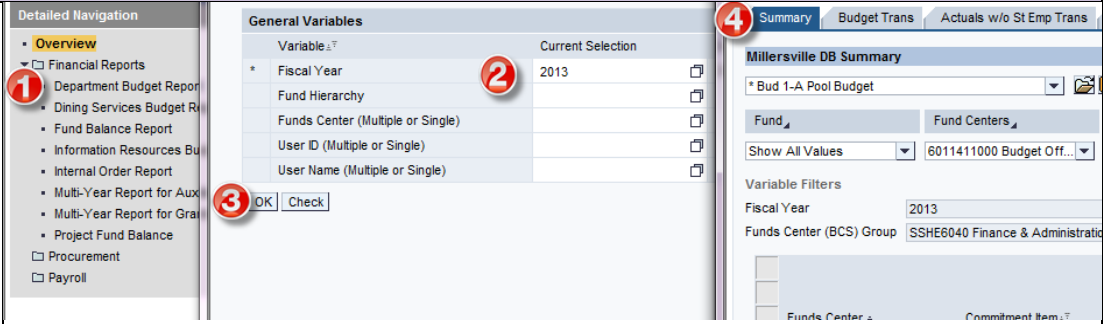 Detailed Navigation
Overview
Financial Reports
1
Department Budget Repor
Dining Services Budget R
Fund Balance Report
Information Resources Bu
Internal Order Report
Multi-Year Report for Aux
Multi-Year Report for Gra
Project Fund Balance
Procurement
Payroll
General Variables
Variable Current Selection
* Fiscal Year 2 2013
Fund Hierarchy
Funds Center (Multiple or Single)
User ID (Multiple or Single)
User Name (Multiple or Single)
3 OK Check
4 Summary Budget Trans Actuals w/o St Emp Trans
Millersville DB Summary
* Bud 1-A Pool Budget
Fund Fund Centers
Show All Values 6011411000 Budget Off...
Variable Filters
Fiscal Year 2013
Funds Center (BCS) Group SSHE6040 Finance & Administratio
Funds Center Commitment Item